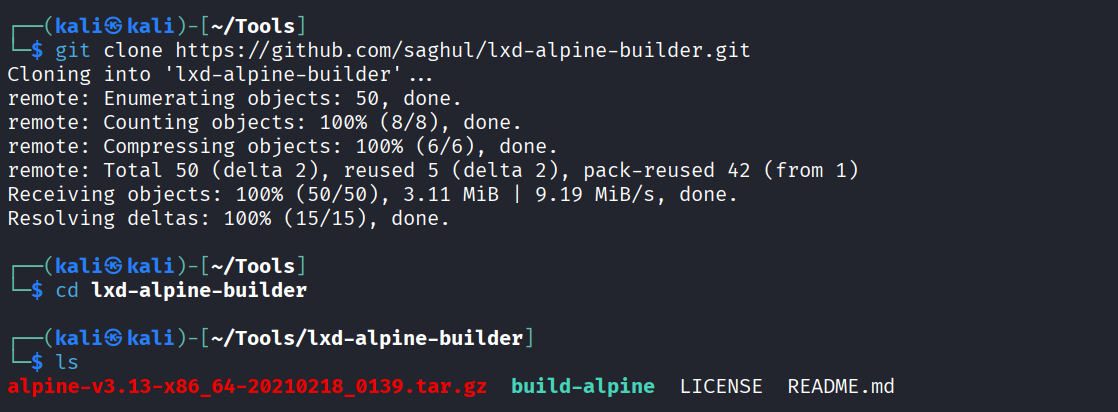 ┌──(kali㉿kali)-[~/Tools]
└─$ git clone https://github.com/saghul/lxd-alpine-builder.git
Cloning into 'lxd-alpine-builder'...
remote: Enumerating objects: 50, done.
remote: Counting objects: 100% (8/8), done.
remote: Compressing objects: 100% (6/6), done.
remote: Total 50 (delta 2), reused 5 (delta 2), pack-reused 42 (from 1)
Receiving objects: 100% (50/50), 3.11 MiB | 9.19 MiB/s, done.
Resolving deltas: 100% (15/15), done.
┌──(kali㉿kali)-[~/Tools]
└─$ cd lxd-alpine-builder
┌──(kali㉿kali)-[~/Tools/lxd-alpine-builder]
└─$ ls
alpine-v3.13-x86_64-20210218_0139.tar.gz  build-alpine  LICENSE  README.md